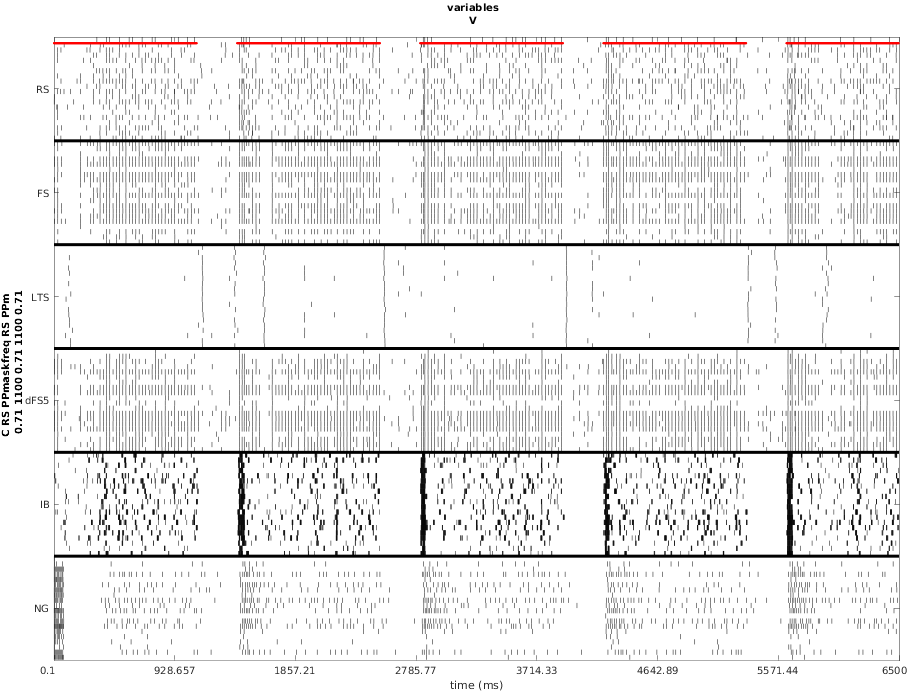 variables
V
RS
FS
LTS
dFS5
IB
NG
C RS PPmaskfreq RS PPm
0.71 1100 0.71 1100 0.71
0.1 928.657 1857.21 2785.77 3714.33 4642.89 5571.44 6500
time (ms)